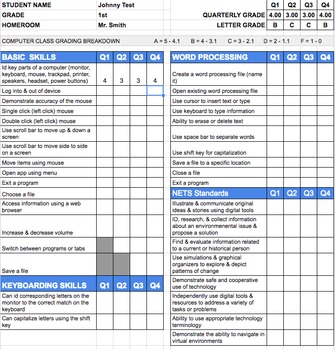 STUDENT NAME Johnny Test Q1 Q2 Q3 Q4
GRADE 1st QUARTERLY GRADE 4.00 3.00 3.00 4.00
HOMEROOM Mr. Smith LETTER GRADE B C C B
COMPUTER CLASS GRADING BREAKDOWN A = 5 - 4.1 B = 4 - 3.1 C = 3 - 2.1 D = 2 - 1.1 F = 1 - 0
BASIC SKILLS Q1 Q2 Q3 Q4
Id key parts of a computer (monitor,
keyboard, mouse, trackpad, printer,
speakers, headset, power buttons) 4 3 3 4
Log into & out of device
Demonstrate accuracy of the mouse
Single click (left click) mouse
Double click (left click) mouse
Use scroll bar to move up & down a
screen
Use scroll bar to move side to side
on a screen
Move items using mouse
Open app using menu
Exit a program
Choose a file
Access information using a web
browser
Increase & decrease volume
Switch between programs or tabs
Save a file
KEYBOARDING SKILLS Q1 Q2 Q3 Q4
Can id corresponding letters on the
monitor to the correct match on the
keyboard
Can capitalize letters using the shift
key
WORD PROCESSING Q1 Q2 Q3 Q4
Create a word processing file (name
it)
Open existing word processing file
Use cursor to insert text or type
Use keyboard to type information
Ability to erase or delete text
Use space bar to separate words
Use shift key for capitalization
Save a file to a specific location
Close a file
Exit a program
NETS Standards Q1 Q2 Q3 Q4
Illustrate & communicate original
ideas & stories using digital tools
ID, research, & collect information
about an environmental issue &
propose a solution
Find & evaluate information related
to a current or historical person
Use simulations & graphical
organizers to explore & depict
patterns of change
Demonstrate safe and cooperative
use of technology
Independently use digital tools &
resources to address a variety of
tasks or problems
Ability to use appropriate technology
terminology
Demonstrate the ability to navigate in
virtual environments